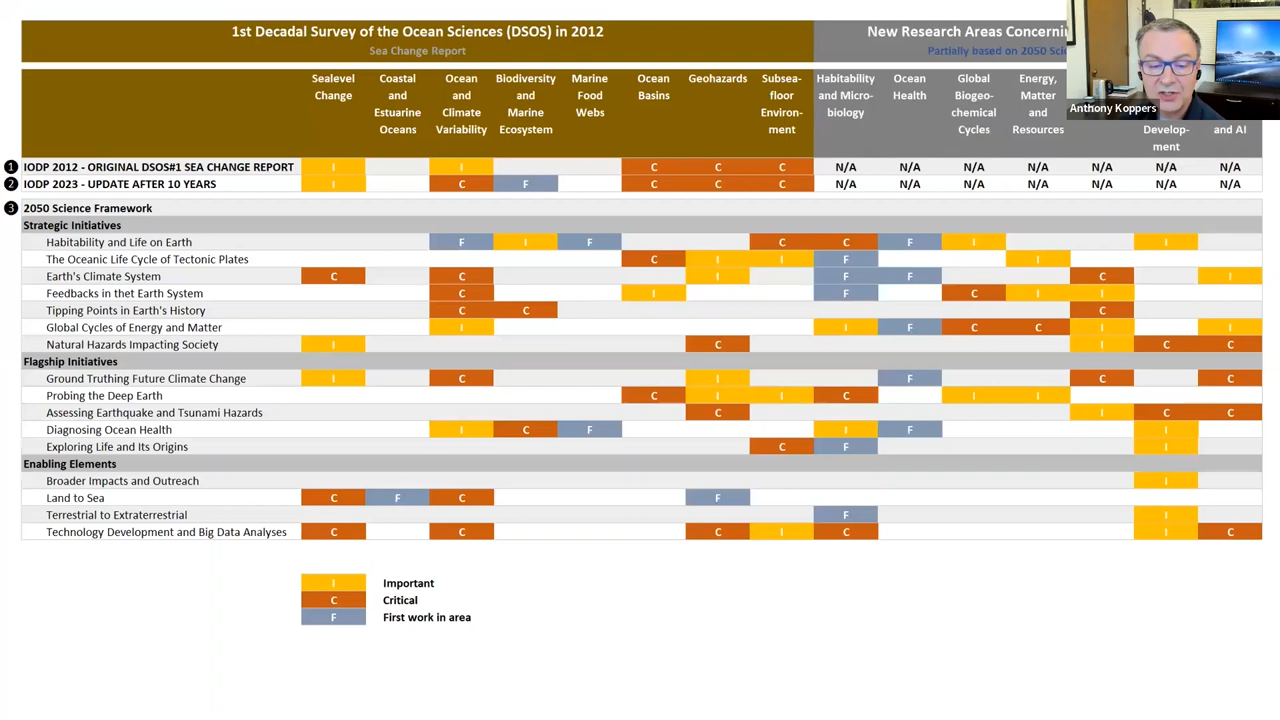 1st Decadal Survey of the Ocean Sciences (DSOS) in 2012
Sea Change Report
New Research Areas
Partially based on 2050
Anthony Koppers
Sealevel Change
Coastal and Estuarine Oceans
Ocean and Climate Variability
Biodiversity and Marine Ecosystem
Marine Food Webs
Ocean Basins
Geohazards
Subsea-floor Environ-ment
Habitability and Micro-biology
Ocean Health
Global Biogeo-chemical Cycles
Energy, Matter and Resources
Develop-ment
and AI
1 IODP 2012 - ORIGINAL DSOS#1 SEA CHANGE REPORT I I C C C N/A N/A N/A N/A N/A N/A N/A
2 IODP 2023 - UPDATE AFTER 10 YEARS I C F C C C N/A N/A N/A N/A N/A N/A N/A
3 2050 Science Framework
Strategic Initiatives
Habitability and Life on Earth F I F C C F I I
The Oceanic Life Cycle of Tectonic Plates C I I F I
Earth's Climate System C C I F F C I
Feedbacks in thet Earth System C I F C I I
Tipping Points in Earth's History C C C
Global Cycles of Energy and Matter I I F C C I I
Natural Hazards Impacting Society I C I C C
Flagship Initiatives
Ground Truthing Future Climate Change I C I F C C
Probing the Deep Earth C I I C I I
Assessing Earthquake and Tsunami Hazards C I C C
Diagnosing Ocean Health I C F I F I
Exploring Life and Its Origins C F I
Enabling Elements
Broader Impacts and Outreach I
Land to Sea C F C F
Terrestrial to Extraterrestrial F I
Technology Development and Big Data Analyses C C C I C I C
I Important
C Critical
F First work in area